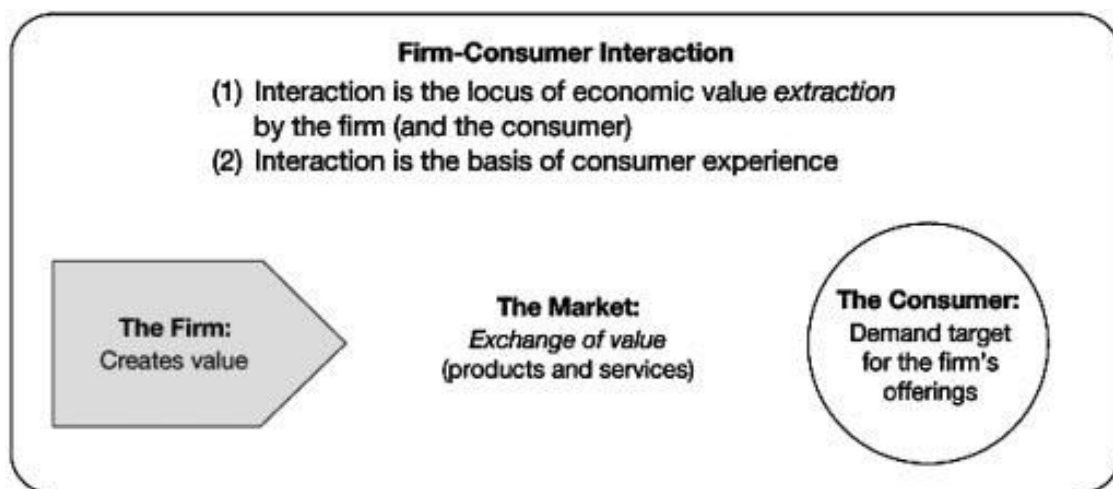 Firm-Consumer Interaction
(1) Interaction is the locus of economic value extraction
by the firm (and the consumer)
(2) Interaction is the basis of consumer experience
The Firm:
Creates value
The Market:
Exchange of value
(products and services)
The Consumer:
Demand target
for the firm's
offerings